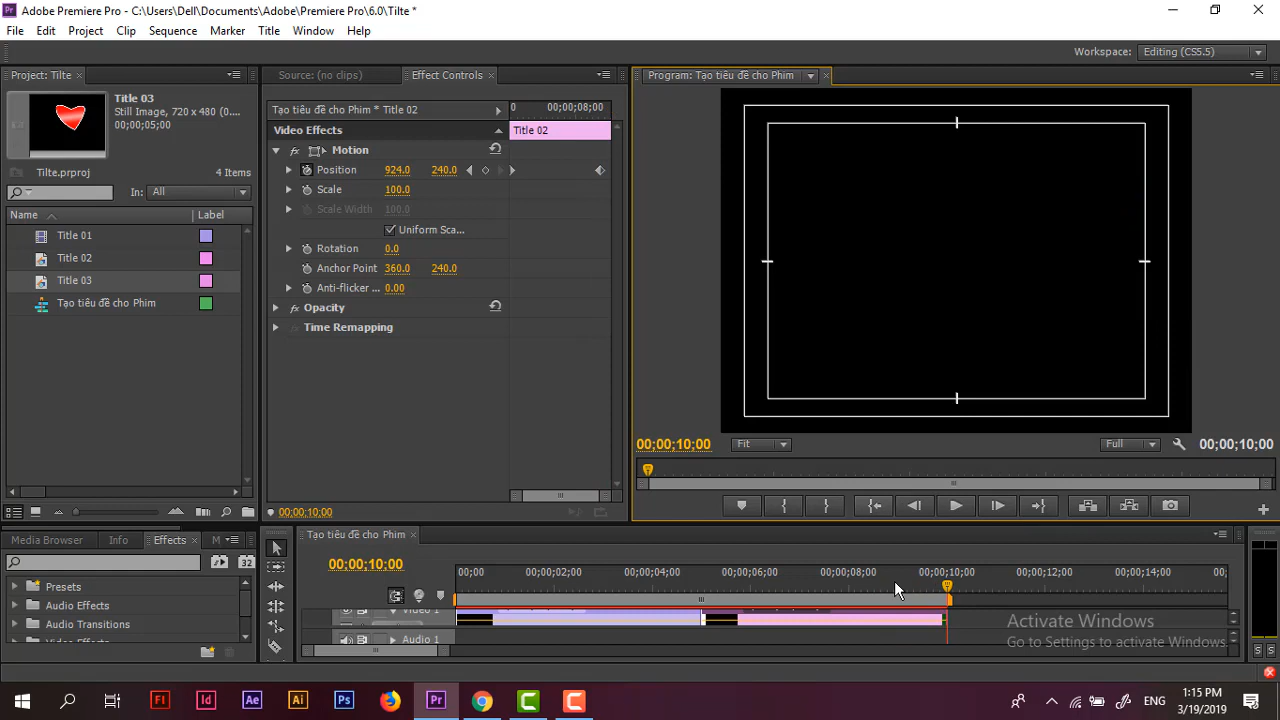 Adobe Premiere Pro - C:\Users\Dell\Documents\Adobe\Premiere Pro\6.0\Tilte *
File Edit Project Clip Sequence Marker Title Window Help
Workspace: Editing (CS5.5)
Project: Tilte
Source: (no clips)
Effect Controls
Program: Tạo tiêu đề cho Phim
Title 03
Still Image, 720 x 480 (0.9091)
00;00;05;00
Tilte.prproj
4 Items
In: All
Name
Label
Title 01
Title 02
Title 03
Tạo tiêu đề cho Phim
Tạo tiêu đề cho Phim * Title 02
0
00;00;08;00
Video Effects
Title 02
Motion
Position 924.0 240.0
Scale 100.0
Scale Width 100.0
Uniform Sca...
Rotation 0.0
Anchor Point 360.0 240.0
Anti-flicker ... 0.00
Opacity
Time Remapping
00;00;10;00
00;00;10;00
Fit
Full
00;00;10;00
Media Browser
Info
Effects
M
32
Presets
Audio Effects
Audio Transitions
Tạo tiêu đề cho Phim
00;00;10;00
00;00
00;00;02;00
00;00;04;00
00;00;06;00
00;00;08;00
00;00;10;00
00;00;12;00
00;00;14;00
00;
Audio 1
S S
Activate Windows
Go to Settings to activate Windows.
Fl Id Ae Ai Ps Pr
ENG
1:15 PM
3/19/2019